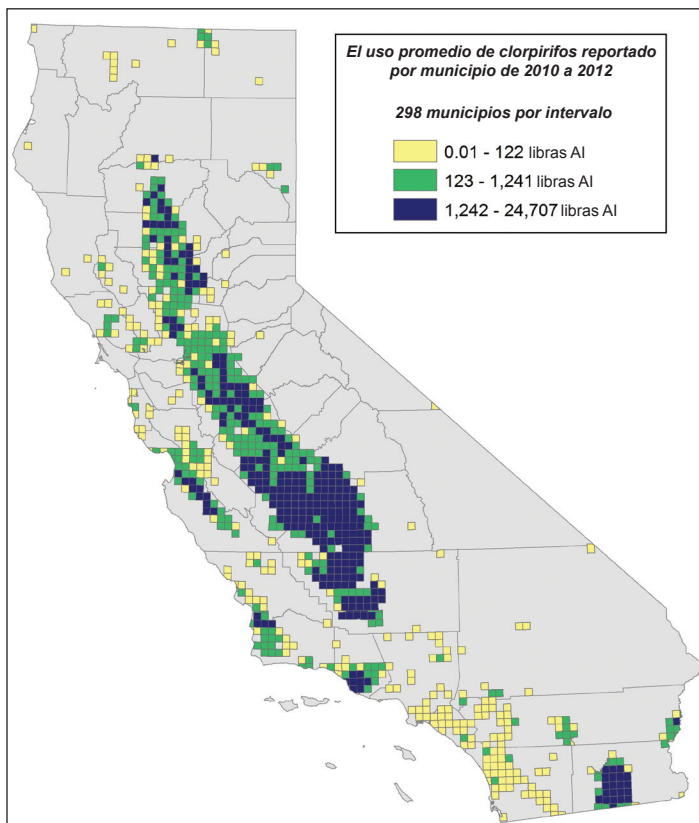 El uso promedio de clorpirifos reportado
por municipio de 2010 a 2012
298 municipios por intervalo
0.01 - 122 libras AI
123 - 1,241 libras AI
1,242 - 24,707 libras AI